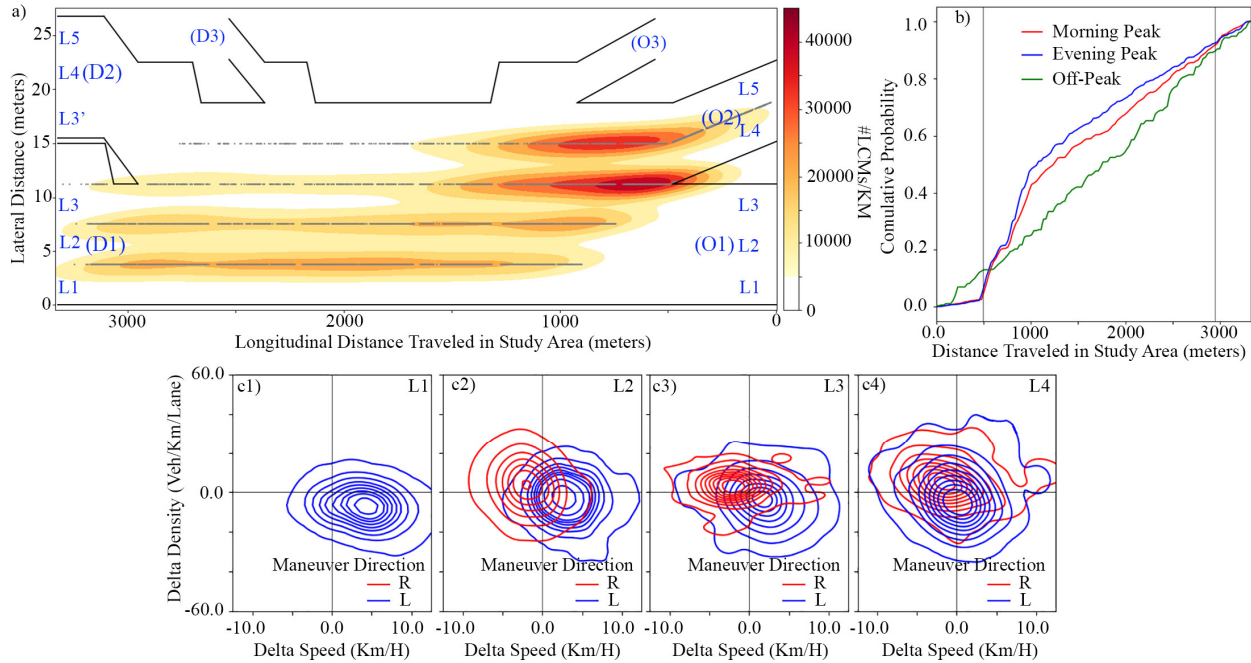 a)
25
20
15
10
5
0
Lateral Distance (meters)
L5
L4 (D2)
L3'
L3
L2 (D1)
L1
(D3)
(O3)
L5
(O2)
L4
L3
(O1) L2
L1
3000 2000 1000 0
Longitudinal Distance Traveled in Study Area (meters)
40000
30000
20000
10000
0
#LCMs/KM
b)
Morning Peak
Evening Peak
Off-Peak
1.0
0.8
0.6
0.4
0.2
0.0
Comulative Probability
0.0 1000 2000 3000
Distance Traveled in Study Area (meters)
60.0
0.0
-60.0
Delta Density (Veh/Km/Lane)
c1) L1
Maneuver Direction
R
L
-10.0 0.0 10.0
Delta Speed (Km/H)
c2) L2
Maneuver Direction
R
L
-10.0 0.0 10.0
Delta Speed (Km/H)
c3) L3
Maneuver Direction
R
L
-10.0 0.0 10.0
Delta Speed (Km/H)
c4) L4
Maneuver Direction
R
L
-10.0 0.0 10.0
Delta Speed (Km/H)